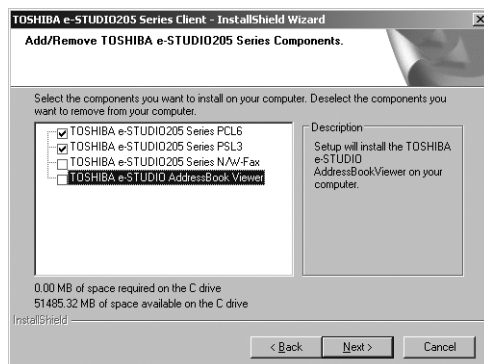 TOSHIBA e-STUDIO205 Series Client - InstallShield Wizard
Add/Remove TOSHIBA e-STUDIO205 Series Components.
Select the components you want to install on your computer. Deselect the components you
want to remove from your computer.
TOSHIBA e-STUDIO205 Series PCL6
TOSHIBA e-STUDIO205 Series PSL3
TOSHIBA e-STUDIO205 Series N/W-Fax
TOSHIBA e-STUDIO AddressBook Viewer
Description
Setup will install the TOSHIBA
e-STUDIO
AddressBookViewer on your
computer.
0.00 MB of space required on the C drive
51485.32 MB of space available on the C drive
InstallShield
< Back
Next >
Cancel